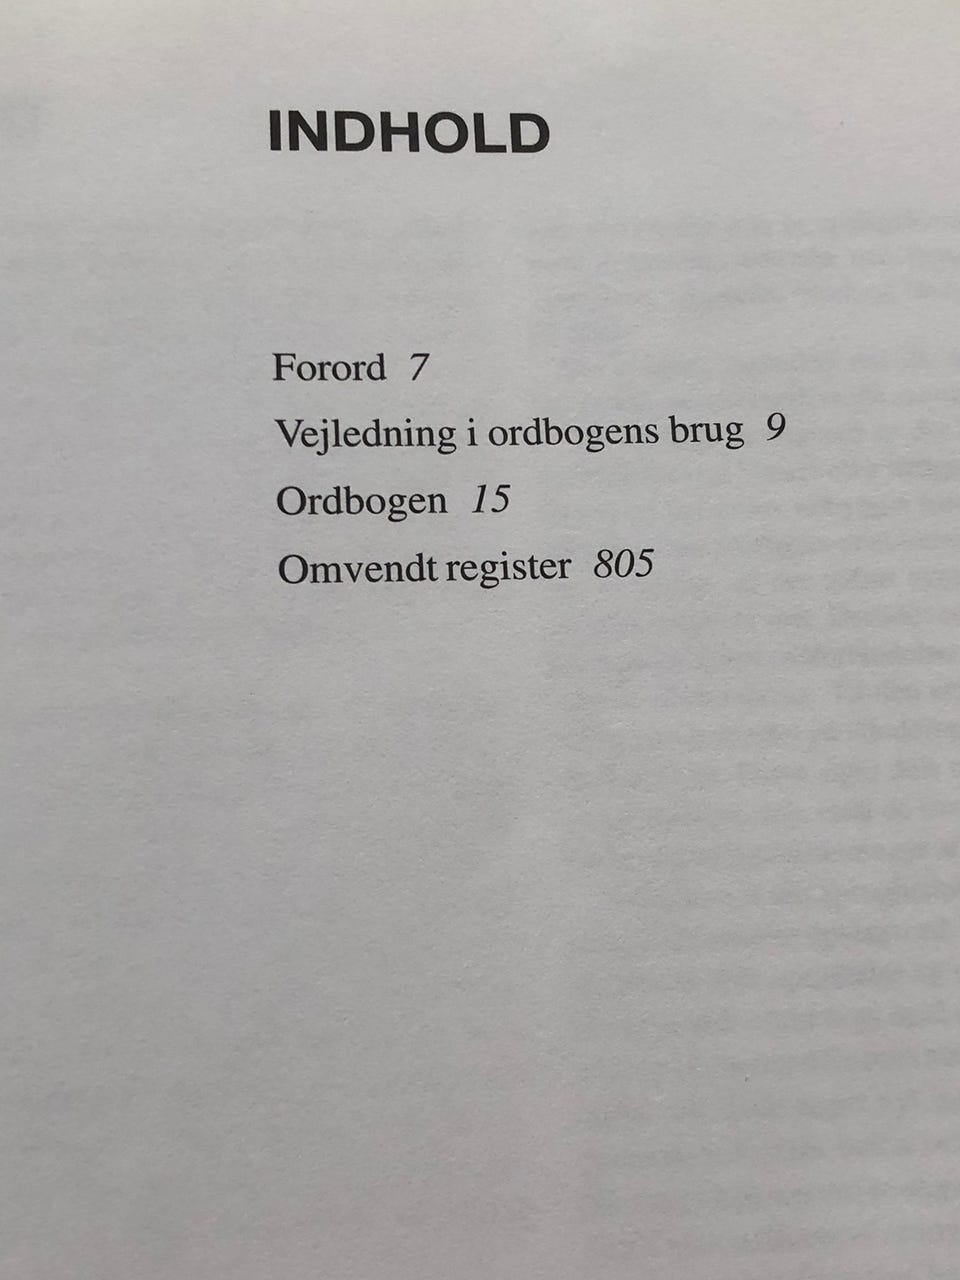 INDHOLD
Forord 7
Vejledning i ordbogens brug 9
Ordbogen 15
Omvendt register 805